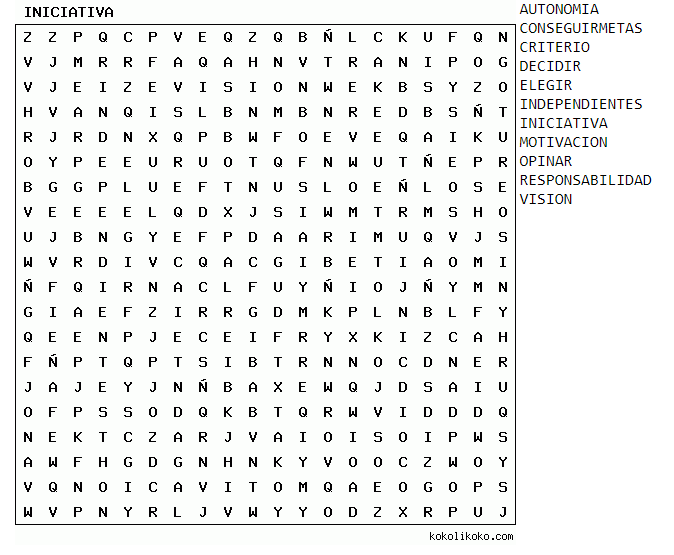 INICIATIVA
Z Z P Q C P V E Q Z Q B Ñ L C K U F Q N
V J M R R F A Q A H N V T R A N I P O G
V J E I Z E V I S I O N W E K B S Y Z O
H V A N Q I S L B N M B N R E D B S Ñ T
R J R D N X Q P B W F O E V E Q A I K U
O Y P E E U R U O T Q F N W U T Ñ E P R
B G G P L U E F T N U S L O E Ñ L O S E
V E E E E L Q D X J S I W M T R M S H O
U J B N G Y E F P D A A R I M U Q V J S
W V R D I V C Q A C G I B E T I A O M I
Ñ F Q I R N A C L F U Y Ñ I O J Ñ Y M N
G I A E F Z I R R G D M K P L N B L F Y
Q E E N P J E C E I F R Y X K I Z C A H
F Ñ P T Q P T S I B T R N N O C D N E R
J A J E Y J N Ñ B A X E W Q J D S A I U
O F P S S O D Q K B T Q R W V I D D D Q
N E K T C Z A R J V A I O I S O I P W S
A W F H G D G N H N K Y V O O C Z W O Y
V Q N O I C A V I T O M Q A E O G O P S
W V P N Y R L J V W Y Y O D Z X R P U J
AUTONOMIA
CONSEGUIRMETAS
CRITERIO
DECIDIR
ELEGIR
INDEPENDIENTES
INICIATIVA
MOTIVACION
OPINAR
RESPONSABILIDAD
VISION
kokolikoko.com